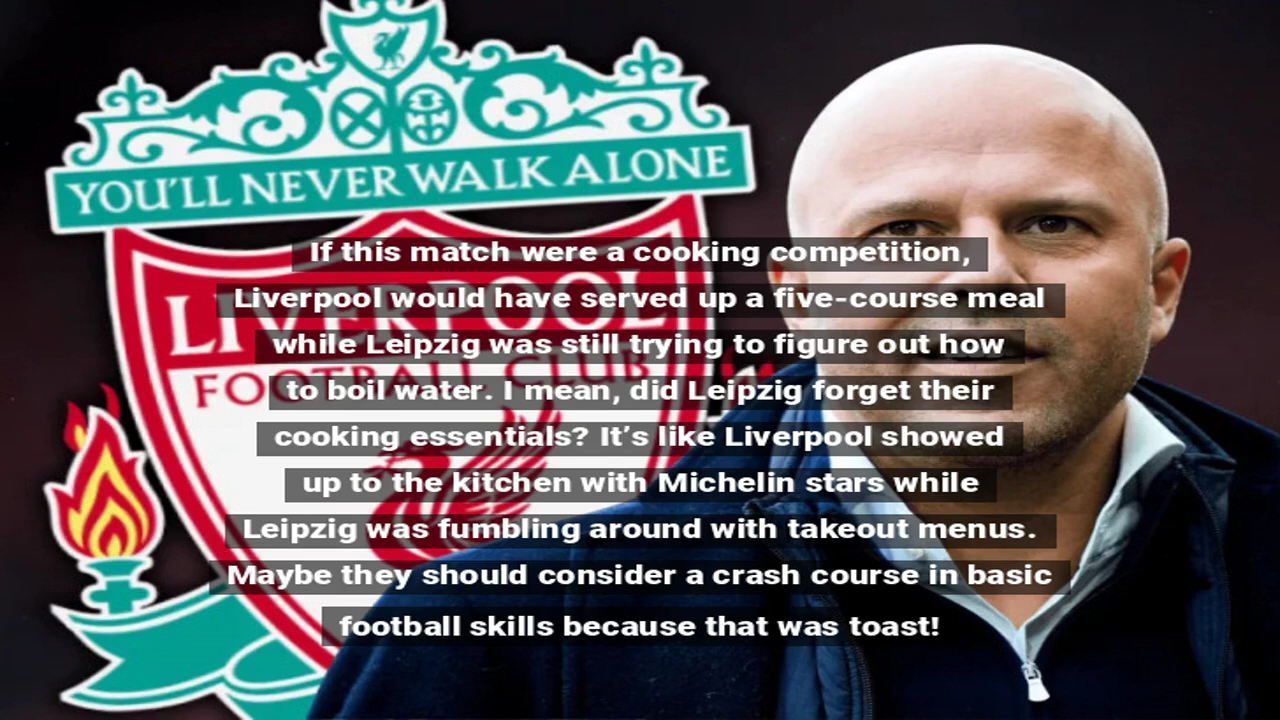 YOU'LL NEVER WALK ALONE
LIVERPOOL
FOOTBALL CLUB
If this match were a cooking competition,
Liverpool would have served up a five-course meal
while Leipzig was still trying to figure out how
to boil water. I mean, did Leipzig forget their
cooking essentials? It's like Liverpool showed
up to the kitchen with Michelin stars while
Leipzig was fumbling around with takeout menus.
Maybe they should consider a crash course in basic
football skills because that was toast!